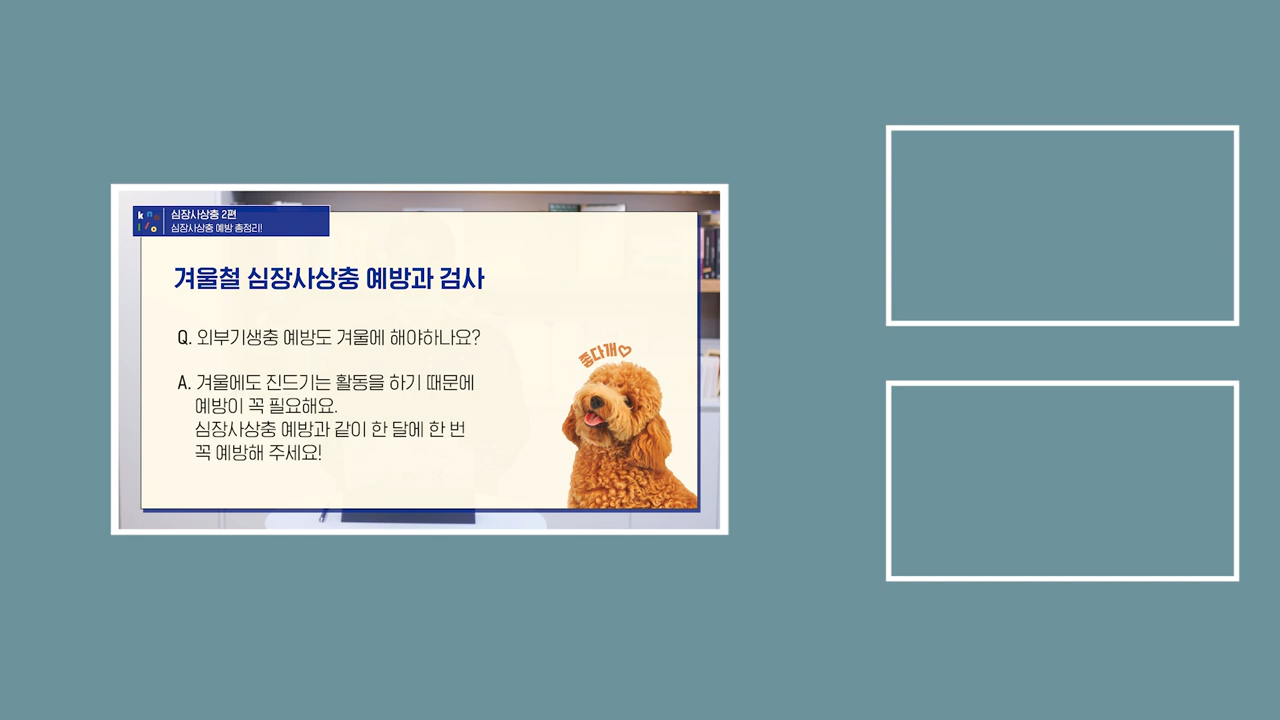 knollo
심장사상충 2편
심장사상충 예방 총정리!
겨울철 심장사상충 예방과 검사
Q. 외부기생충 예방도 겨울에 해야하나요?
좋다개♡
A. 겨울에도 진드기는 활동을 하기 때문에
예방이 꼭 필요해요.
심장사상충 예방과 같이 한 달에 한 번
꼭 예방해 주세요!